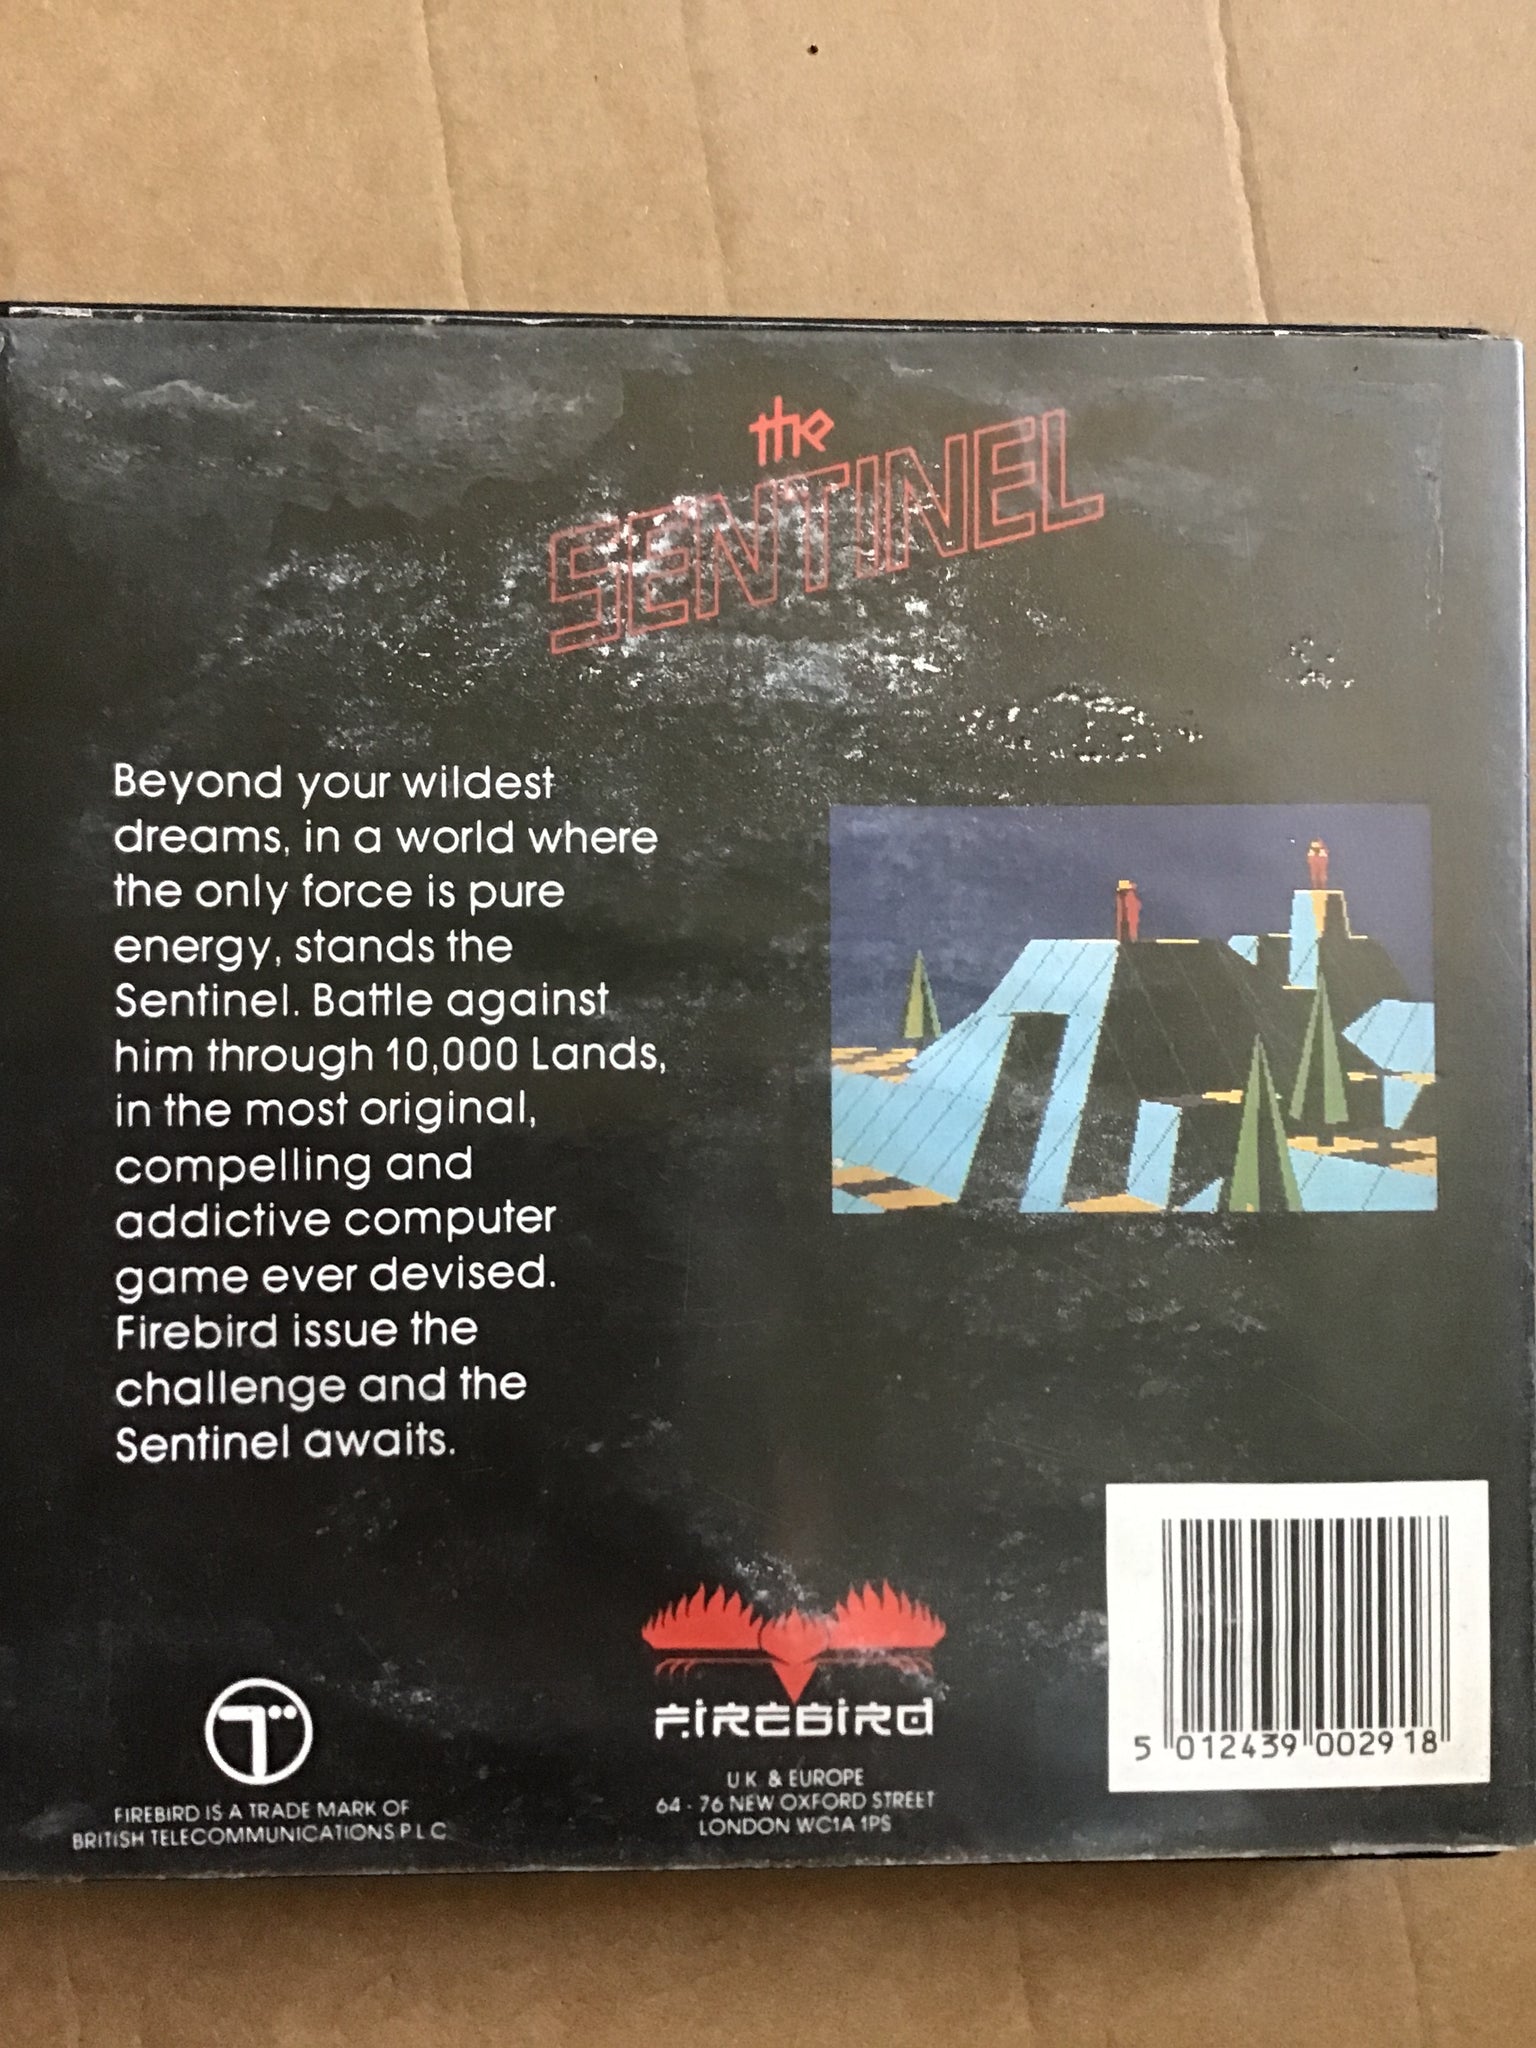 the
SENTINEL
Beyond your wildest
dreams, in a world where
the only force is pure
energy, stands the
Sentinel. Battle against
him through 10,000 Lands,
in the most original,
compelling and
addictive computer
game ever devised.
Firebird issue the
challenge and the
Sentinel awaits.
FIREBIRD IS A TRADE MARK OF
BRITISH TELECOMMUNICATIONS P L C
FIREBIRD
U K & EUROPE
64 - 76 NEW OXFORD STREET
LONDON WC1A 1PS
5 012439 002918